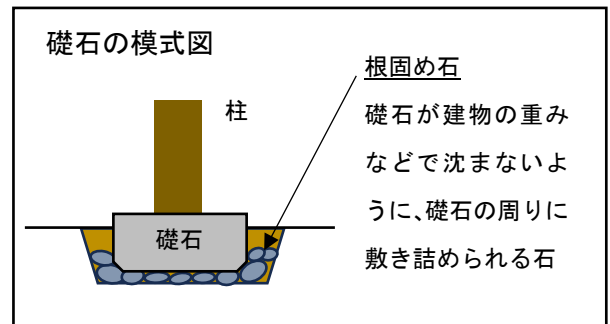 礎石の模式図
柱
礎石
根固め石
礎石が建物の重み
などで沈まないよ
うに、礎石の周りに
敷き詰められる石